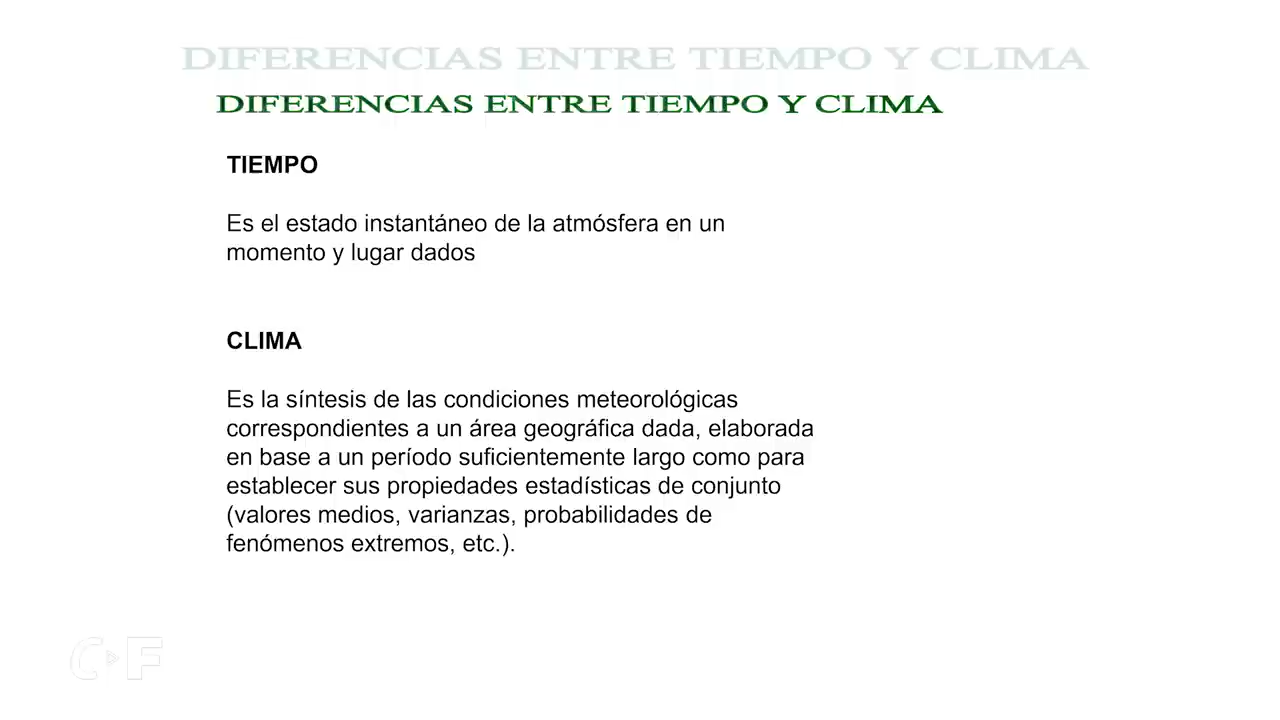 DIFERENCIAS ENTRE TIEMPO Y CLIMA
DIFERENCIAS ENTRE TIEMPO Y CLIMA
TIEMPO
Es el estado instantáneo de la atmósfera en un
momento y lugar dados
CLIMA
Es la síntesis de las condiciones meteorológicas
correspondientes a un área geográfica dada, elaborada
en base a un período suficientemente largo como para
establecer sus propiedades estadísticas de conjunto
(valores medios, varianzas, probabilidades de
fenómenos extremos, etc.).
C F